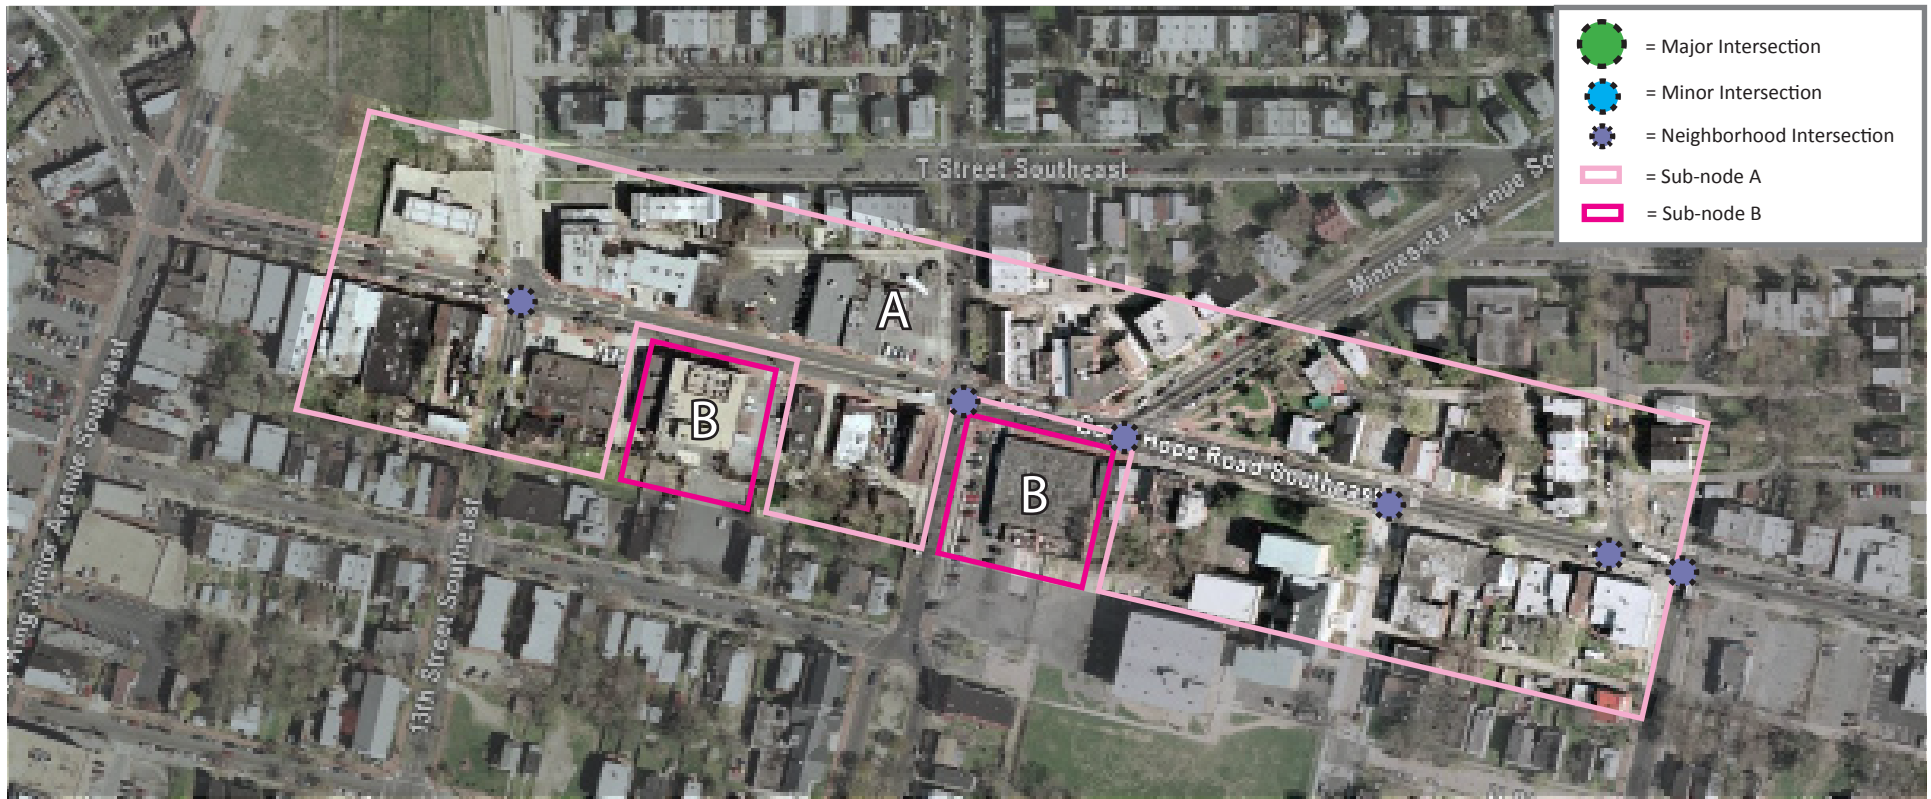 = Major Intersection
= Minor Intersection
= Neighborhood Intersection
= Sub-node A
= Sub-node B
T Street Southeast
Minnesota Avenue
A
B
B
Hope Road Southeast
King Junior Avenue Southeast
13th Street Southeast